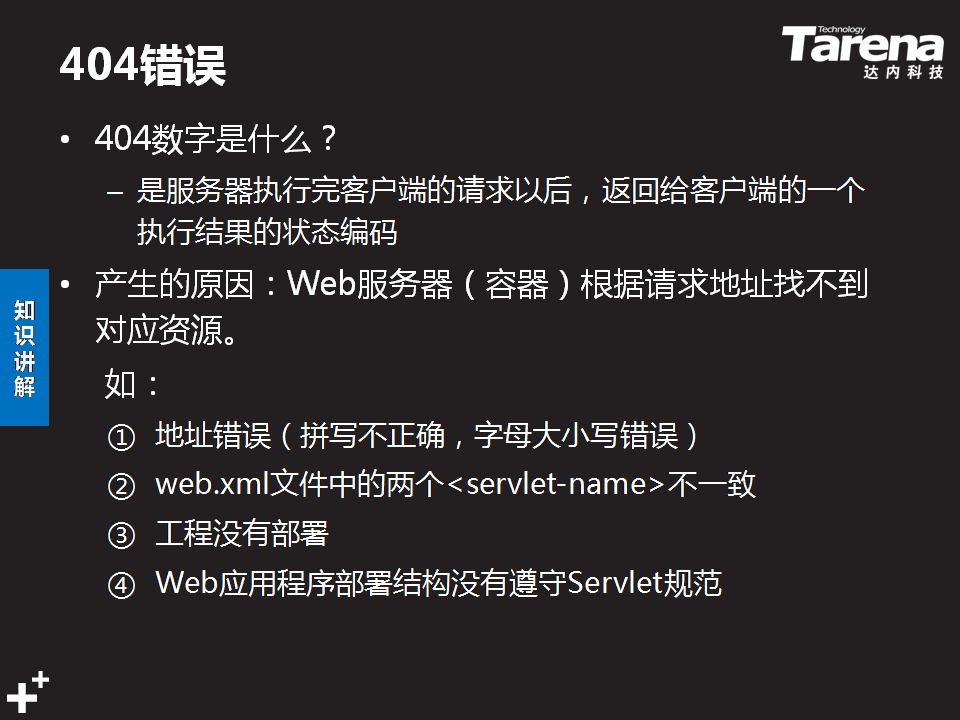 404错误
Technology
Tarena
达内科技
• 404数字是什么？
– 是服务器执行完客户端的请求以后，返回给客户端的一个
执行结果的状态编码
• 产生的原因：Web服务器（容器）根据请求地址找不到
对应资源。
如：
① 地址错误（拼写不正确，字母大小写错误）
② web.xml文件中的两个<servlet-name>不一致
③ 工程没有部署
④ Web应用程序部署结构没有遵守Servlet规范
知识讲解